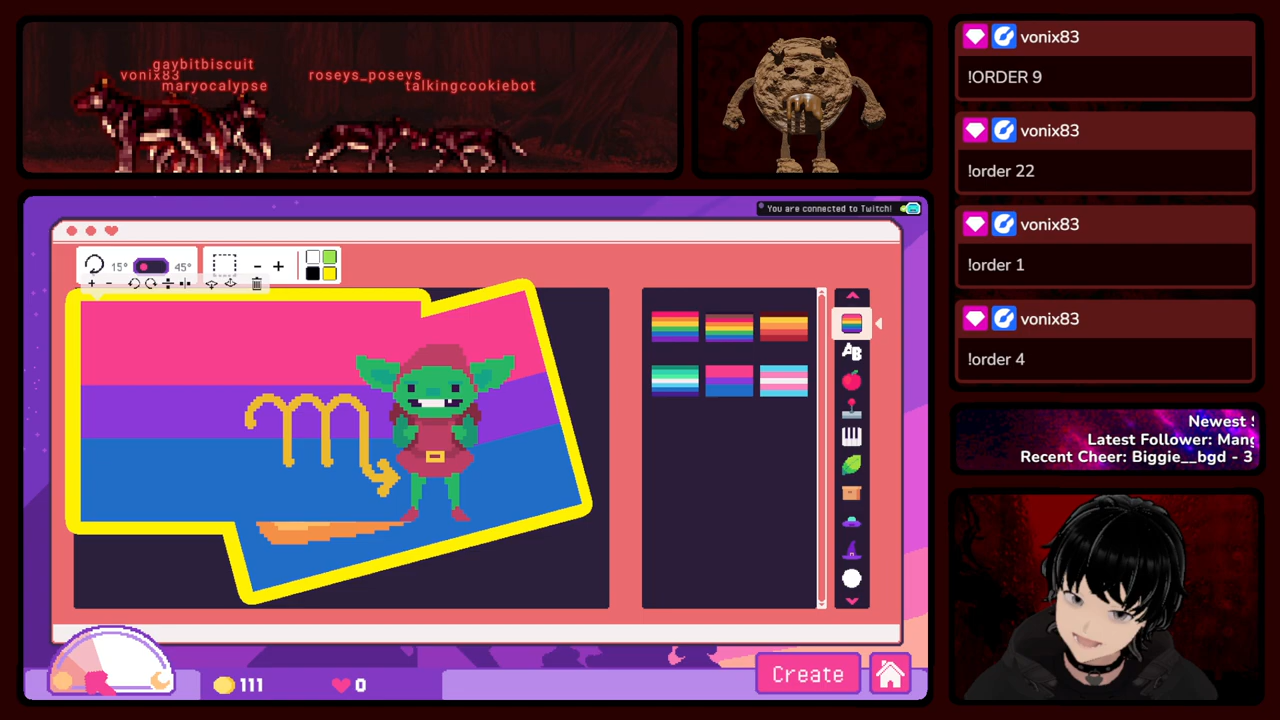 gaybitbiscuit
vonix83
maryocalypse
roseys_poseys
talkingcookiebot
You are connected to Twitch!
15°
45°
AB
111
0
Create
vonix83
!ORDER 9
vonix83
!order 22
vonix83
!order 1
vonix83
!order 4
Newest
Latest Follower: Mang
Recent Cheer: Biggie__bgd - 3